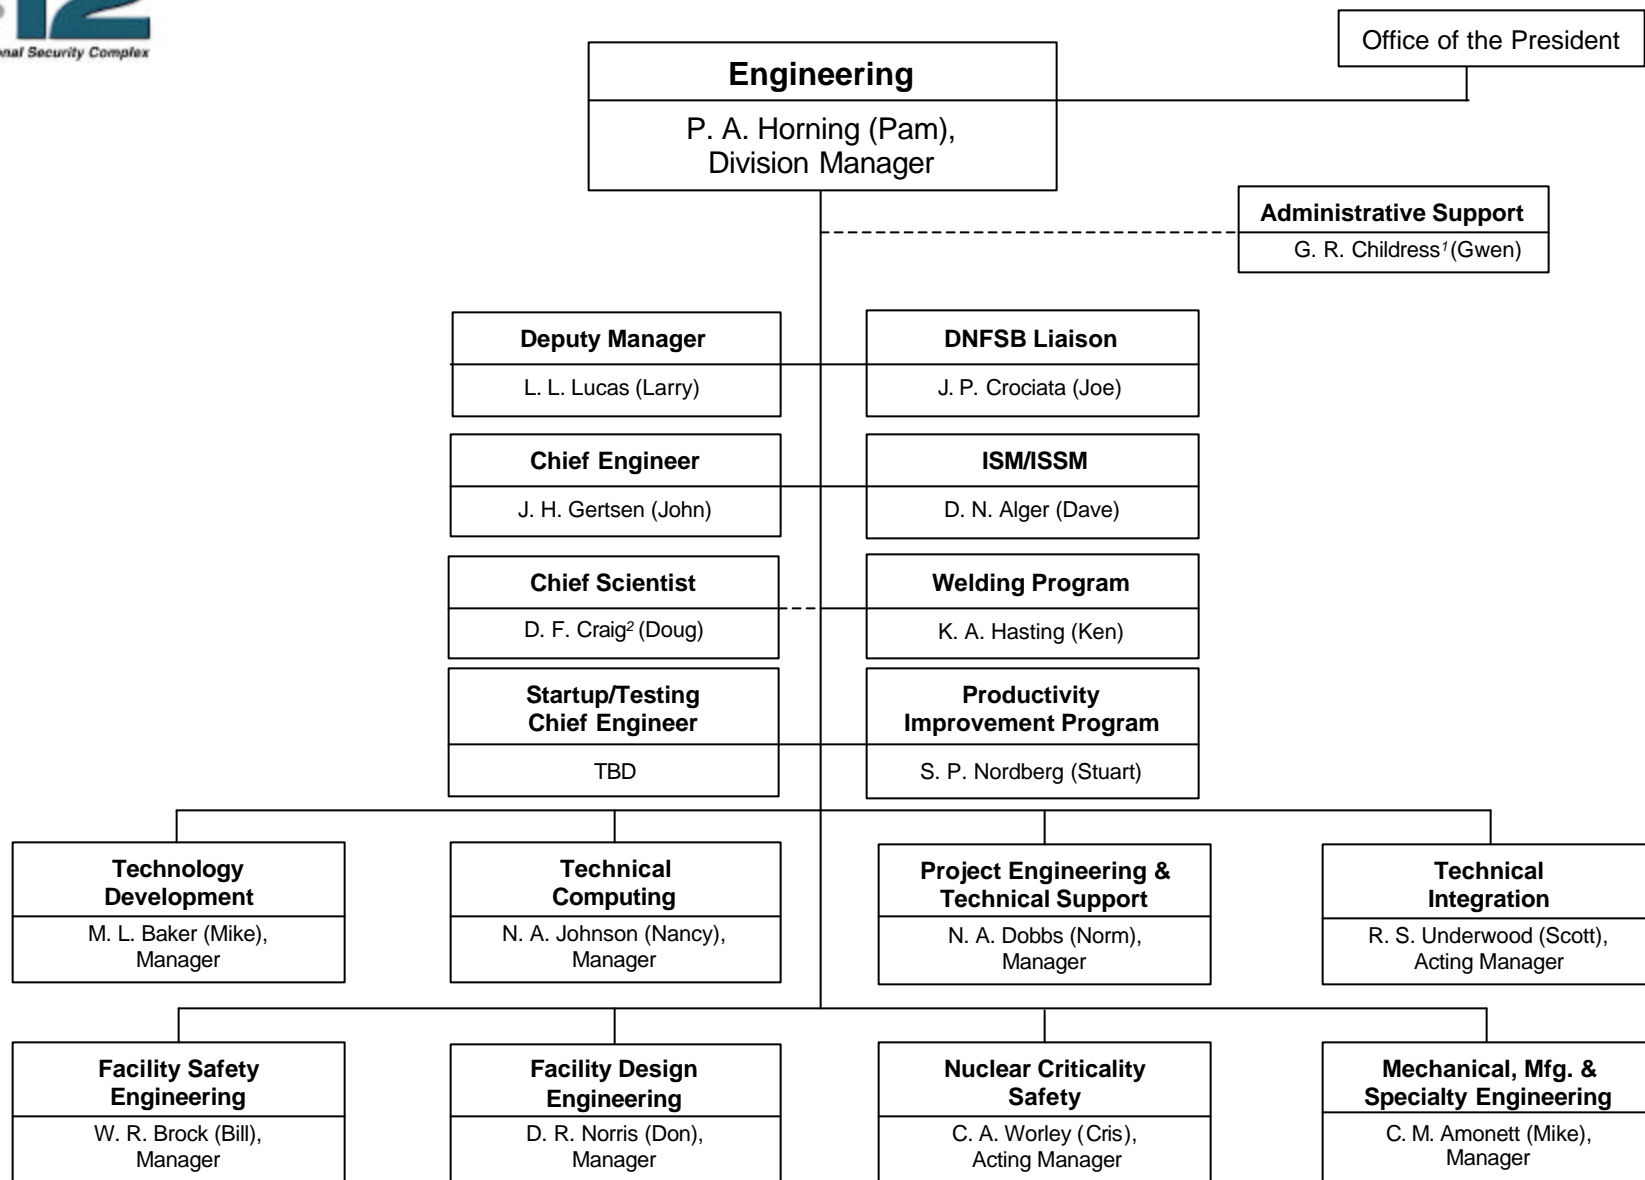 12
onal Security Complex
Office of the President
Engineering
P. A. Horning (Pam),
Division Manager
Administrative Support
G. R. Childress¹ (Gwen)
Deputy Manager
L. L. Lucas (Larry)
DNFSB Liaison
J. P. Crociata (Joe)
Chief Engineer
J. H. Gertsen (John)
ISM/ISSM
D. N. Alger (Dave)
Chief Scientist
D. F. Craig² (Doug)
Welding Program
K. A. Hasting (Ken)
Startup/Testing
Chief Engineer
TBD
Productivity
Improvement Program
S. P. Nordberg (Stuart)
Technology
Development
M. L. Baker (Mike),
Manager
Technical
Computing
N. A. Johnson (Nancy),
Manager
Project Engineering &
Technical Support
N. A. Dobbs (Norm),
Manager
Technical
Integration
R. S. Underwood (Scott),
Acting Manager
Facility Safety
Engineering
W. R. Brock (Bill),
Manager
Facility Design
Engineering
D. R. Norris (Don),
Manager
Nuclear Criticality
Safety
C. A. Worley (Cris),
Acting Manager
Mechanical, Mfg. &
Specialty Engineering
C. M. Amonett (Mike),
Manager